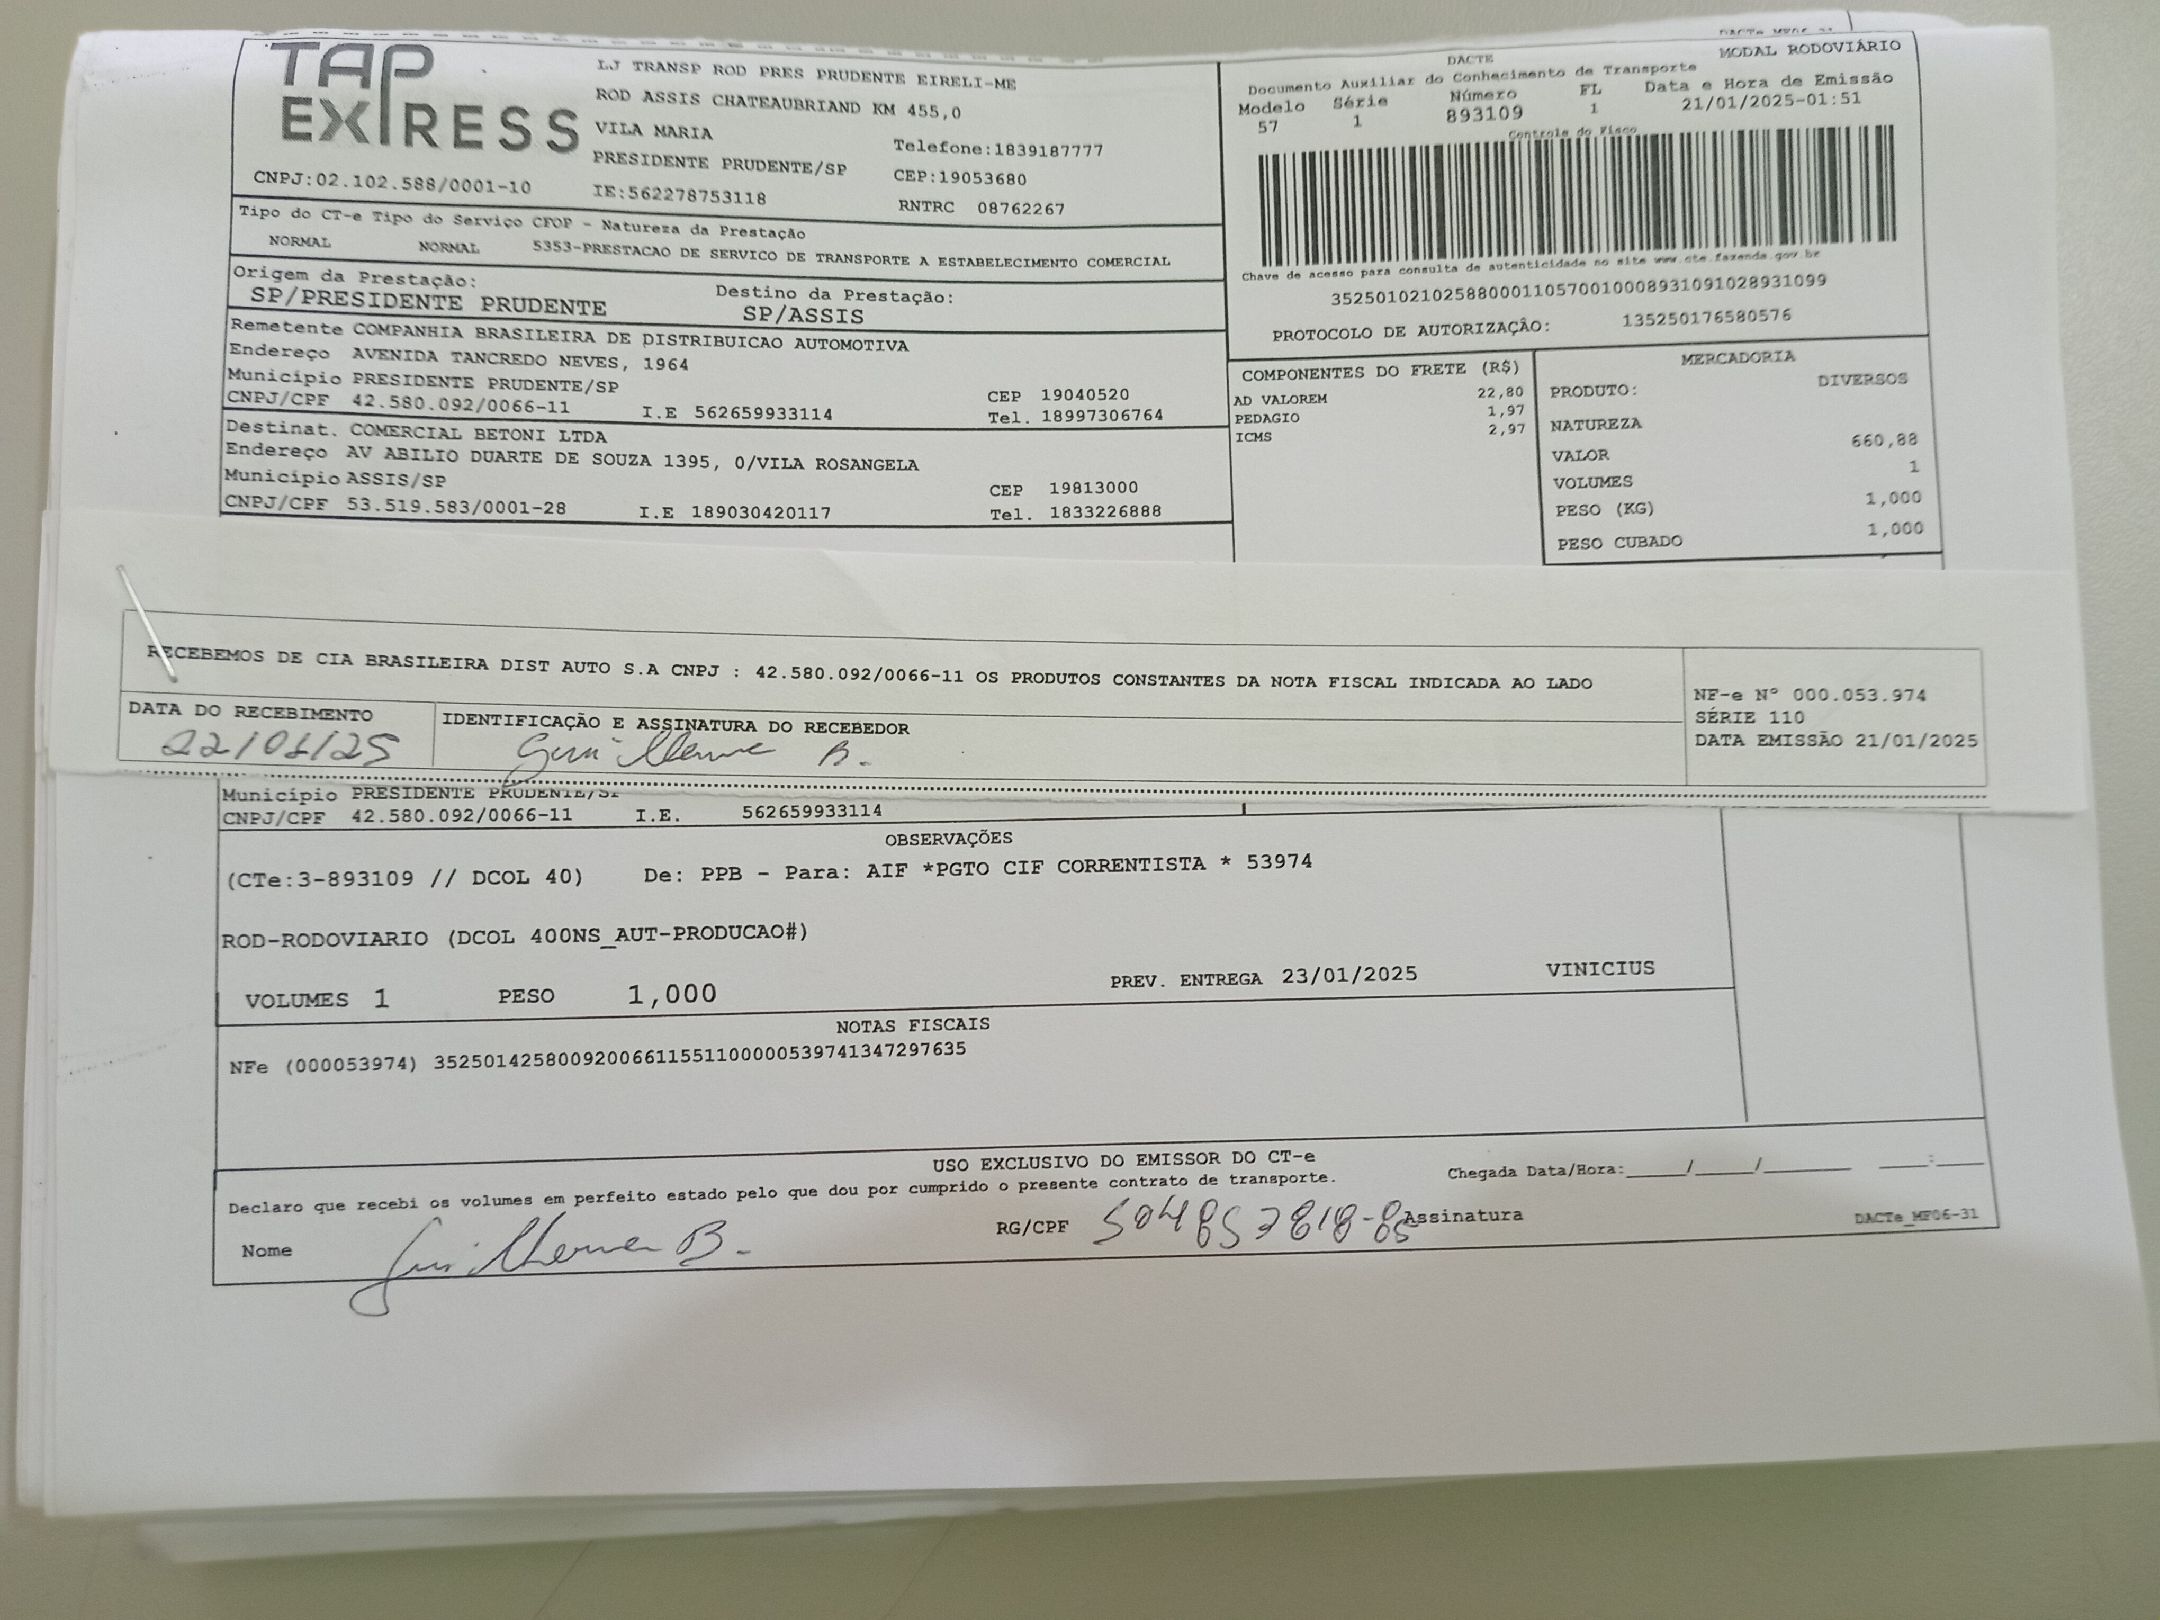 TAP
EXPRESS
CNPJ:02.102.588/0001-10
LJ TRANSP ROD PRES PRUDENTE EIRELI-ME
ROD ASSIS CHATEAUBRIAND KM 455,0
VILA MARIA
Telefone:1839187777
PRESIDENTE PRUDENTE/SP
CEP:19053680
IE:562278753118
RNTRC 08762267
DACTE
MODAL RODOVIÁRIO
Documento Auxiliar do Conhecimento de Transporte
Modelo Série Número FL Data e Hora de Emissão
57 1 893109 1 21/01/2025-01:51
Controle do Fisco
Chave de acesso para consulta de autenticidade no site www.cte.fazenda.gov.br
35250102102588000110570010008931091028931099
PROTOCOLO DE AUTORIZAÇÃO: 135250176580576
Tipo do CT-e Tipo do Serviço CFOP - Natureza da Prestação
NORMAL NORMAL 5353-PRESTACAO DE SERVICO DE TRANSPORTE A ESTABELECIMENTO COMERCIAL
Origem da Prestação: Destino da Prestação:
SP/PRESIDENTE PRUDENTE SP/ASSIS
Remetente COMPANHIA BRASILEIRA DE DISTRIBUICAO AUTOMOTIVA
Endereço AVENIDA TANCREDO NEVES, 1964
Município PRESIDENTE PRUDENTE/SP CEP 19040520
CNPJ/CPF 42.580.092/0066-11 I.E 562659933114 Tel. 18997306764
Destinat. COMERCIAL BETONI LTDA
Endereço AV ABILIO DUARTE DE SOUZA 1395, 0/VILA ROSANGELA
Município ASSIS/SP CEP 19813000
CNPJ/CPF 53.519.583/0001-28 I.E 189030420117 Tel. 1833226888
COMPONENTES DO FRETE (R$)
AD VALOREM 22,80
PEDAGIO 1,97
ICMS 2,97
MERCADORIA
PRODUTO: DIVERSOS
NATUREZA
VALOR 660,88
VOLUMES 1
PESO (KG) 1,000
PESO CUBADO 1,000
RECEBEMOS DE CIA BRASILEIRA DIST AUTO S.A CNPJ : 42.580.092/0066-11 OS PRODUTOS CONSTANTES DA NOTA FISCAL INDICADA AO LADO
DATA DO RECEBIMENTO
22/01/25
IDENTIFICAÇÃO E ASSINATURA DO RECEBEDOR
Guilherme B.
NF-e N° 000.053.974
SÉRIE 110
DATA EMISSÃO 21/01/2025
Município PRESIDENTE PRUDENTE/SP
CNPJ/CPF 42.580.092/0066-11 I.E. 562659933114
OBSERVAÇÕES
(CTe:3-893109 // DCOL 40) De: PPB - Para: AIF *PGTO CIF CORRENTISTA * 53974
ROD-RODOVIARIO (DCOL 400NS_AUT-PRODUCAO#)
VOLUMES 1 PESO 1,000 PREV. ENTREGA 23/01/2025 VINICIUS
NOTAS FISCAIS
NFe (000053974) 35250142580092006611551100000539741347297635
USO EXCLUSIVO DO EMISSOR DO CT-e
Declaro que recebi os volumes em perfeito estado pelo que dou por cumprido o presente contrato de transporte.
Chegada Data/Hora:_____/_____/_______ ____:____
Nome Guilherme B. RG/CPF Assinatura
DACTe_MF06-31